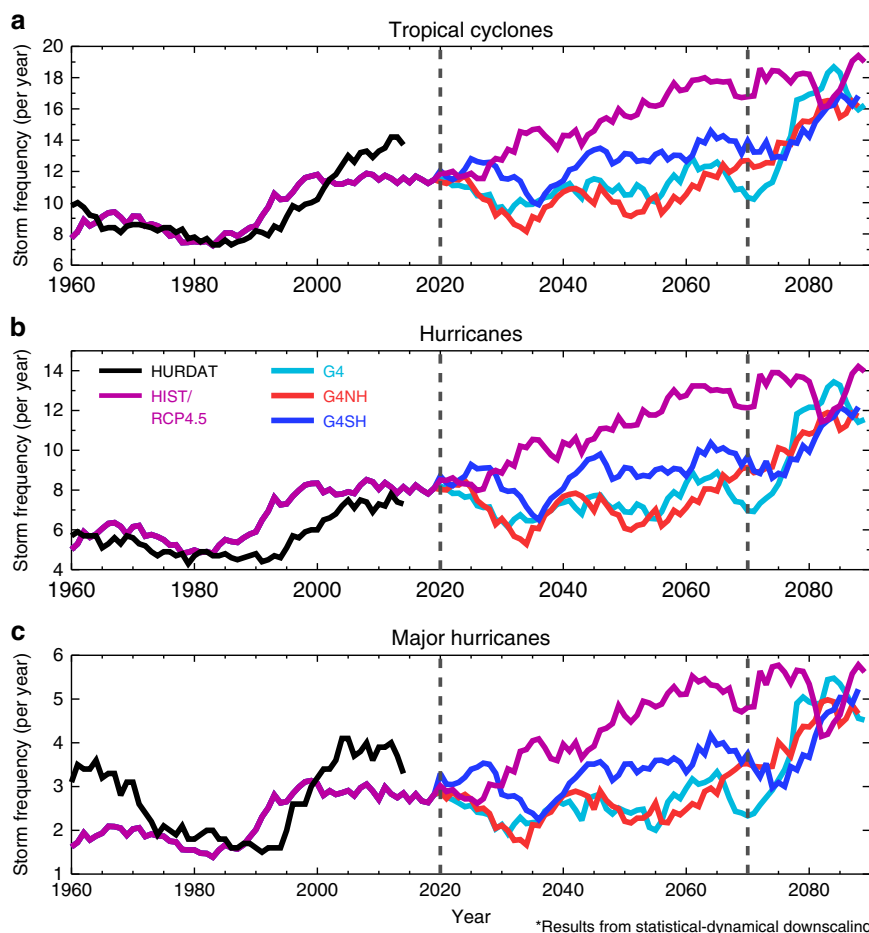 a
Tropical cyclones
Storm frequency (per year)
20
18
16
14
12
10
8
6
1960 1980 2000 2020 2040 2060 2080
b
Hurricanes
Storm frequency (per year)
14
12
10
8
6
4
HURDAT
HIST/
RCP4.5
G4
G4NH
G4SH
1960 1980 2000 2020 2040 2060 2080
c
Major hurricanes
Storm frequency (per year)
6
5
4
3
2
1
1960 1980 2000 2020 2040 2060 2080
Year
*Results from statistical-dynamical downscaling